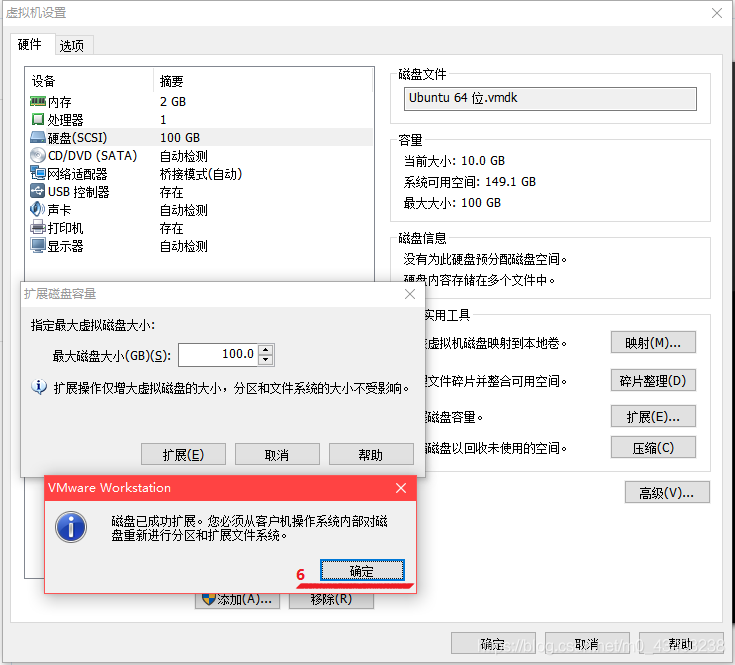 虚拟机设置
硬件 选项
设备 摘要
内存 2 GB
处理器 1
硬盘(SCSI) 100 GB
CD/DVD (SATA) 自动检测
网络适配器 桥接模式(自动)
USB 控制器 存在
声卡 自动检测
打印机 存在
显示器 自动检测
磁盘文件
Ubuntu 64 位.vmdk
容量
当前大小: 10.0 GB
系统可用空间: 149.1 GB
最大大小: 100 GB
磁盘信息
没有为此硬盘预分配磁盘空间。
硬盘内容存储在多个文件中。
实用工具
虚拟机磁盘映射到本地卷。
映射(M)...
文件碎片并整合可用空间。
碎片整理(D)
磁盘容量。
扩展(E)...
磁盘以回收未使用的空间。
压缩(C)
高级(V)...
扩展磁盘容量
指定最大虚拟磁盘大小:
最大磁盘大小(GB)(S): 100.0
扩展操作仅增大虚拟磁盘的大小，分区和文件系统的大小不受影响。
扩展(E) 取消 帮助
VMware Workstation
磁盘已成功扩展。您必须从客户机操作系统内部对磁
盘重新进行分区和扩展文件系统。
6 确定
添加(A)... 移除(R)
确定 取消 帮助